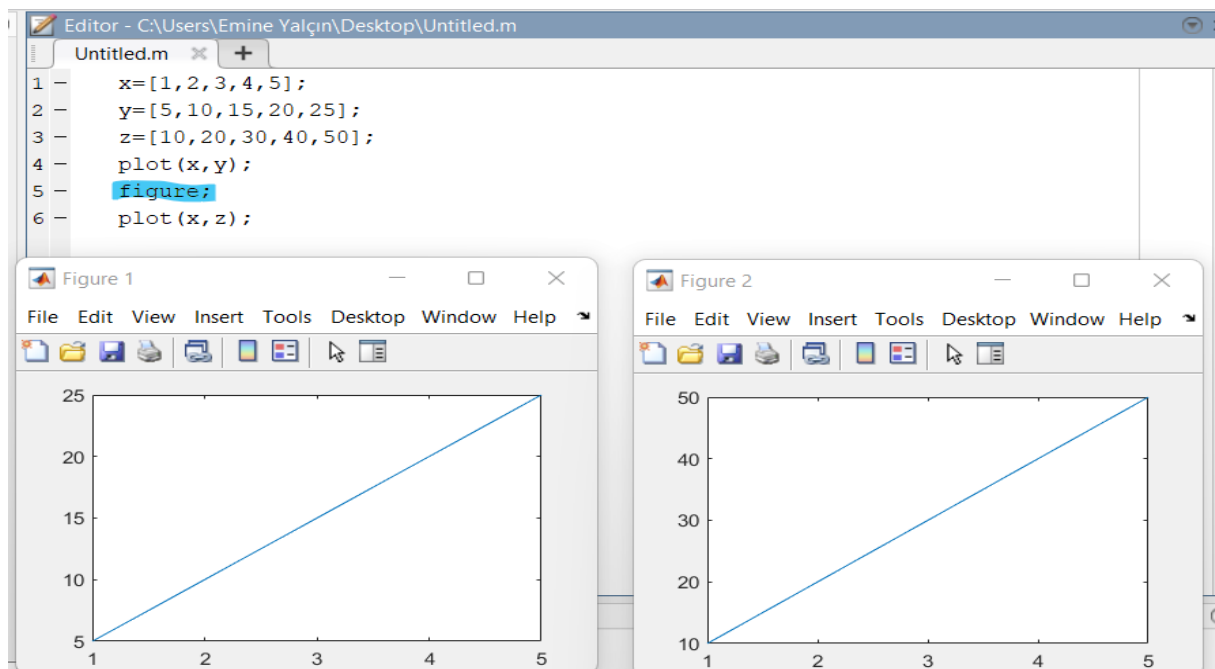 Editor - C:\Users\Emine Yalçın\Desktop\Untitled.m
Untitled.m
1 x=[1,2,3,4,5];
2 y=[5,10,15,20,25];
3 z=[10,20,30,40,50];
4 plot(x,y);
5 figure;
6 plot(x,z);
Figure 1
File Edit View Insert Tools Desktop Window Help
25
20
15
10
5
1 2 3 4 5
Figure 2
File Edit View Insert Tools Desktop Window Help
50
40
30
20
10
1 2 3 4 5